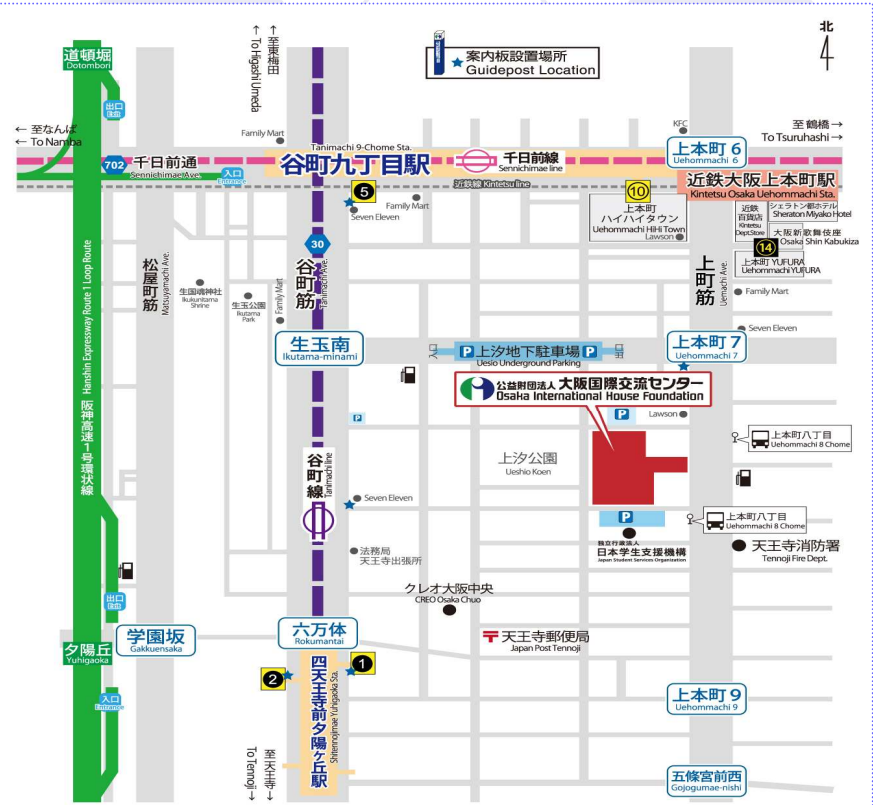 北
道頓堀
Dotombori
← 至東梅田
← To Higashi Umeda
★ 案内板設置場所
Guidepost Location
出口
Exit
← 至なんば
← To Namba
Family Mart
Tanimachi 9-Chome Sta.
谷町九丁目駅
千日前線
Sennichimae line
KFC
上本町 6
Uehommachi 6
至鶴橋 →
To Tsuruhashi →
702
千日前通
Sennichimae Ave.
入口
Entrance
近鉄線 Kintetsu line
近鉄大阪上本町駅
Kintetsu Osaka Uehommachi Sta.
5
Seven Eleven
Family Mart
10
上本町
ハイハイタウン
Uehommachi HiHi Town
Lawson
近鉄
百貨店
Kintetsu
Dept.Store
シェラトン都ホテル
Sheraton Miyako Hotel
大阪新歌舞伎座
Osaka Shin Kabukiza
14
上本町 YUFURA
Uehommachi YUFURA
Family Mart
30
谷町筋
Tanimachi Ave.
松屋町筋
Matsuyamachi Ave.
上町筋
Uemachi Ave.
生国魂神社
Ikukunitama
Shrine
生玉公園
Ikutama
Park
Family Mart
Hanshin Expressway Route 1 Loop Route
阪神高速1号環状線
生玉南
Ikutama-minami
入口
P 上汐地下駐車場 P
Uesio Underground Parking
出口
Seven Eleven
上本町 7
Uehommachi 7
公益財団法人 大阪国際交流センター
Osaka International House Foundation
P
P
Lawson
上本町八丁目
Uehommachi 8 Chome
谷町線
Tanimachi line
上汐公園
Ueshio Koen
Seven Eleven
P
上本町八丁目
Uehommachi 8 Chome
法務局
天王寺出張所
独立行政法人
日本学生支援機構
Japan Student Services Organization
天王寺消防署
Tennoji Fire Dept.
クレオ大阪中央
CREO Osaka Chuo
出口
Exit
学園坂
Gakkuensaka
六万体
Rokumantai
〒 天王寺郵便局
Japan Post Tennoji
夕陽丘
Yuhigaoka
2
1
四天王寺前夕陽ヶ丘駅
Shitennojimae Yuhigaoka Sta.
入口
Entrance
上本町 9
Uehommachi 9
至天王寺→
To Tennoji→
五條宮前西
Gojogumae-nishi